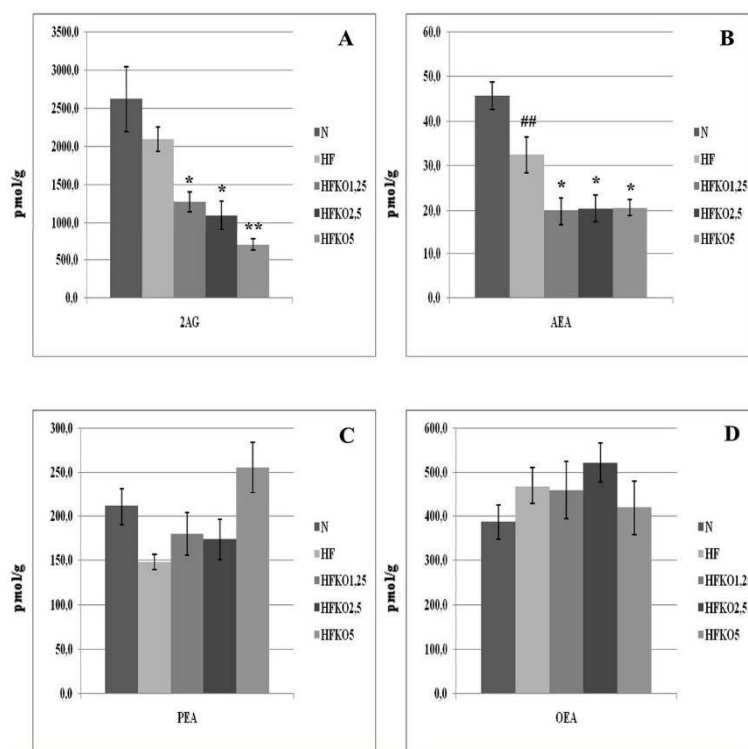 A
pmol/g
3500,0
3000,0
2500,0
2000,0
1500,0
1000,0
500,0
0,0
*
*
**
2AG
N
HF
HFKO1,25
HFKO2,5
HFKO5
B
pmol/g
60,0
50,0
40,0
30,0
20,0
10,0
0,0
##
*
*
*
AEA
N
HF
HFKO1,25
HFKO2,5
HFKO5
C
pmol/g
300,0
250,0
200,0
150,0
100,0
50,0
0,0
PEA
N
HF
HFKO1,25
HFKO2,5
HFKO5
D
pmol/g
600,0
500,0
400,0
300,0
200,0
100,0
0,0
OEA
N
HF
HFKO1,25
HFKO2,5
HFKO5